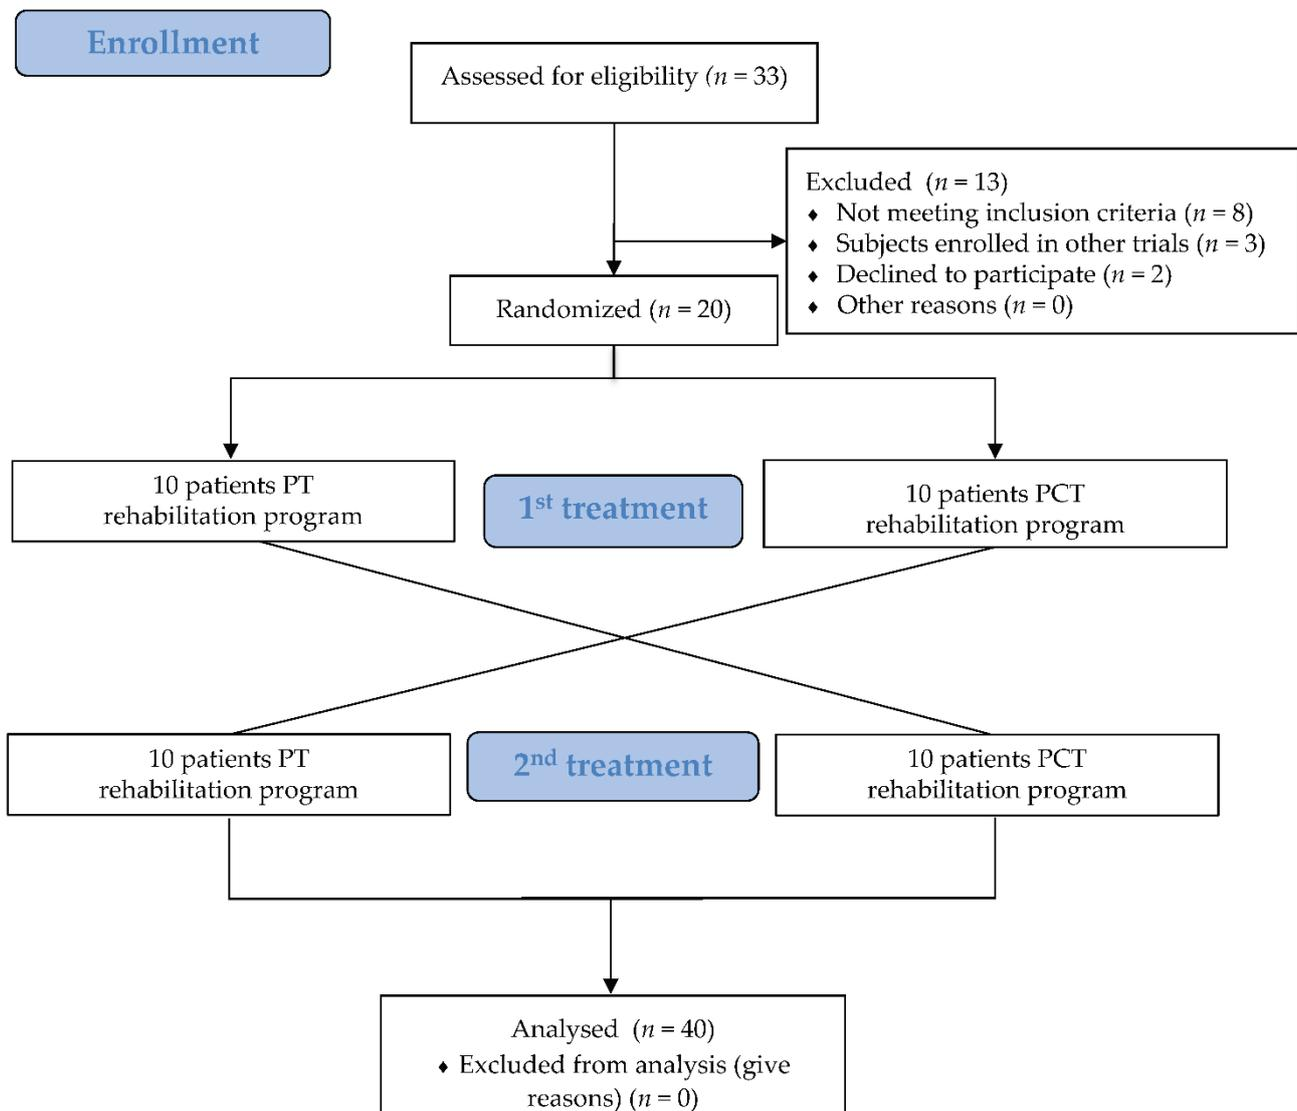 Enrollment
Assessed for eligibility (n = 33)
Excluded (n = 13)
♦ Not meeting inclusion criteria (n = 8)
♦ Subjects enrolled in other trials (n = 3)
♦ Declined to participate (n = 2)
♦ Other reasons (n = 0)
Randomized (n = 20)
10 patients PT
rehabilitation program
1st treatment
10 patients PCT
rehabilitation program
10 patients PT
rehabilitation program
2nd treatment
10 patients PCT
rehabilitation program
Analysed (n = 40)
♦ Excluded from analysis (give
reasons) (n = 0)